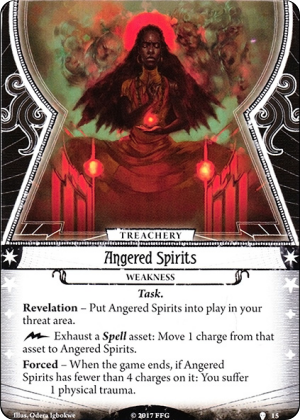 TREACHERY
Angered Spirits
WEAKNESS
Task.
Revelation – Put Angered Spirits into play in your
threat area.
Exhaust a Spell asset: Move 1 charge from that
asset to Angered Spirits.
Forced – When the game ends, if Angered
Spirits has fewer than 4 charges on it: You suffer
1 physical trauma.
Illus. Odera Igbokwe
© 2017 FFG
15